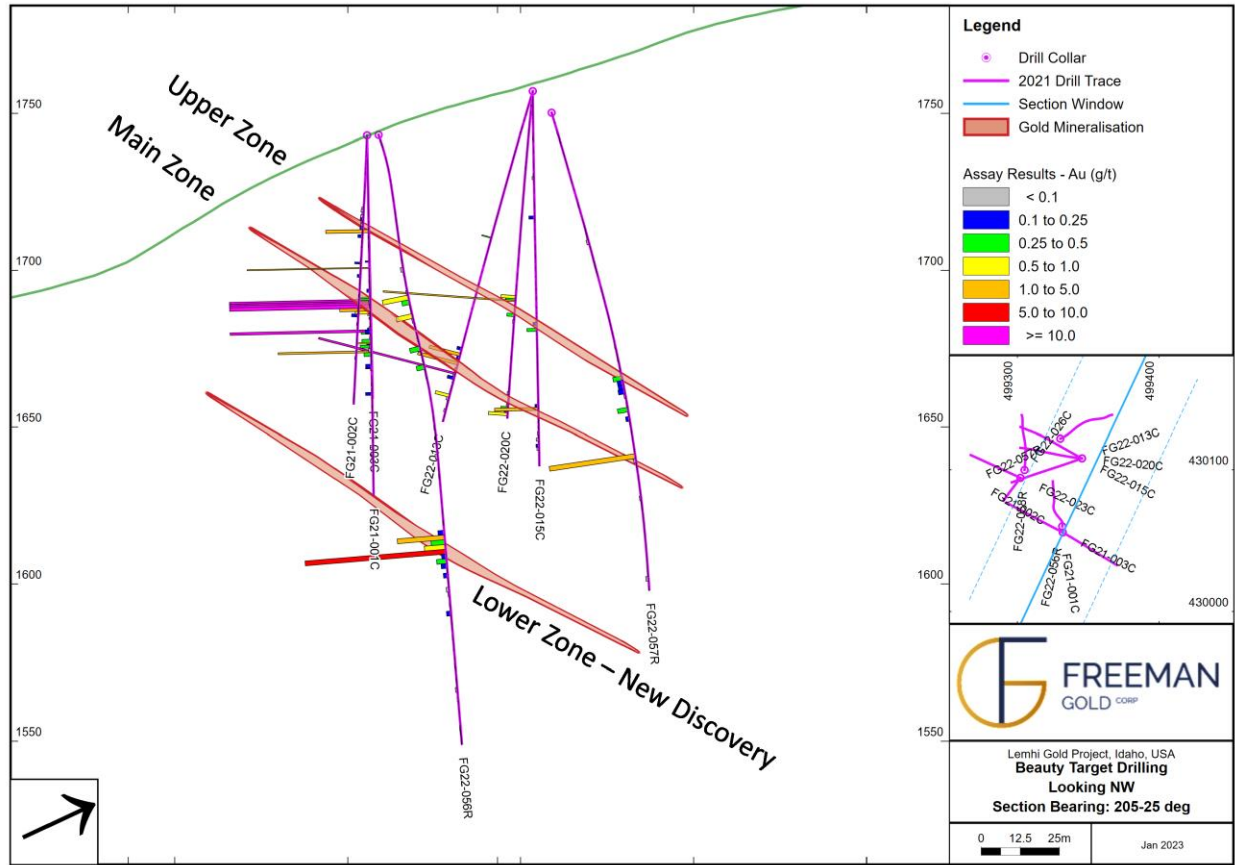 Upper Zone
Main Zone
1750
1700
1650
1600
1550
1750
1700
1650
1600
1550
FG21-002C
FG21-003C
FG21-001C
FG22-013C
FG22-020C
FG22-015C
FG22-057R
FG22-056R
Lower Zone – New Discovery
Legend
Drill Collar
2021 Drill Trace
Section Window
Gold Mineralisation
Assay Results - Au (g/t)
< 0.1
0.1 to 0.25
0.25 to 0.5
0.5 to 1.0
1.0 to 5.0
5.0 to 10.0
>= 10.0
499300
499400
FG22-026C
FG22-013C
FG22-020C
FG22-015C
430100
FG22-023C
FG21-002C
FG21-003C
FG22-056R
FG21-001C
430000
FREEMAN
GOLD CORP
Lemhi Gold Project, Idaho, USA
Beauty Target Drilling
Looking NW
Section Bearing: 205-25 deg
0 12.5 25m
Jan 2023